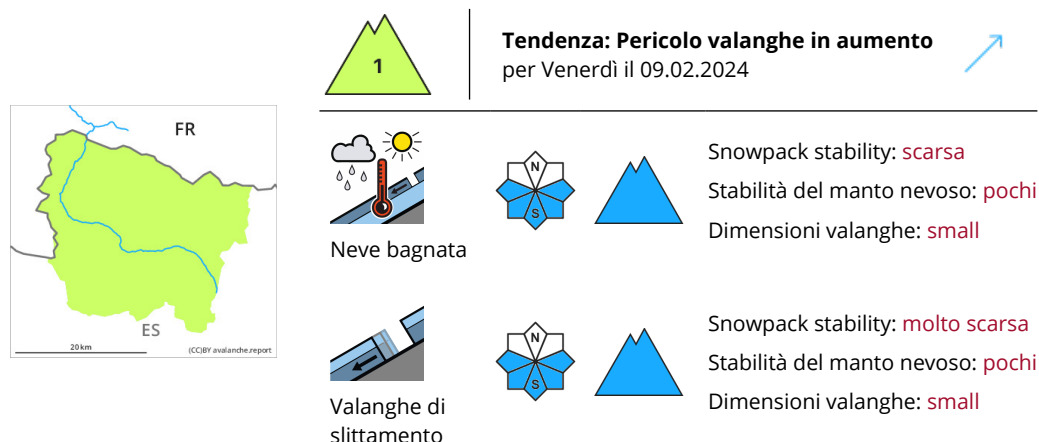 1
Tendenza: Pericolo valanghe in aumento
per Venerdì il 09.02.2024
FR
ES
20 km
(CC)BY avalanche.report
Neve bagnata
N
S
Snowpack stability: scarsa
Stabilità del manto nevoso: pochi
Dimensioni valanghe: small
Valanghe di
slittamento
N
S
Snowpack stability: molto scarsa
Stabilità del manto nevoso: pochi
Dimensioni valanghe: small